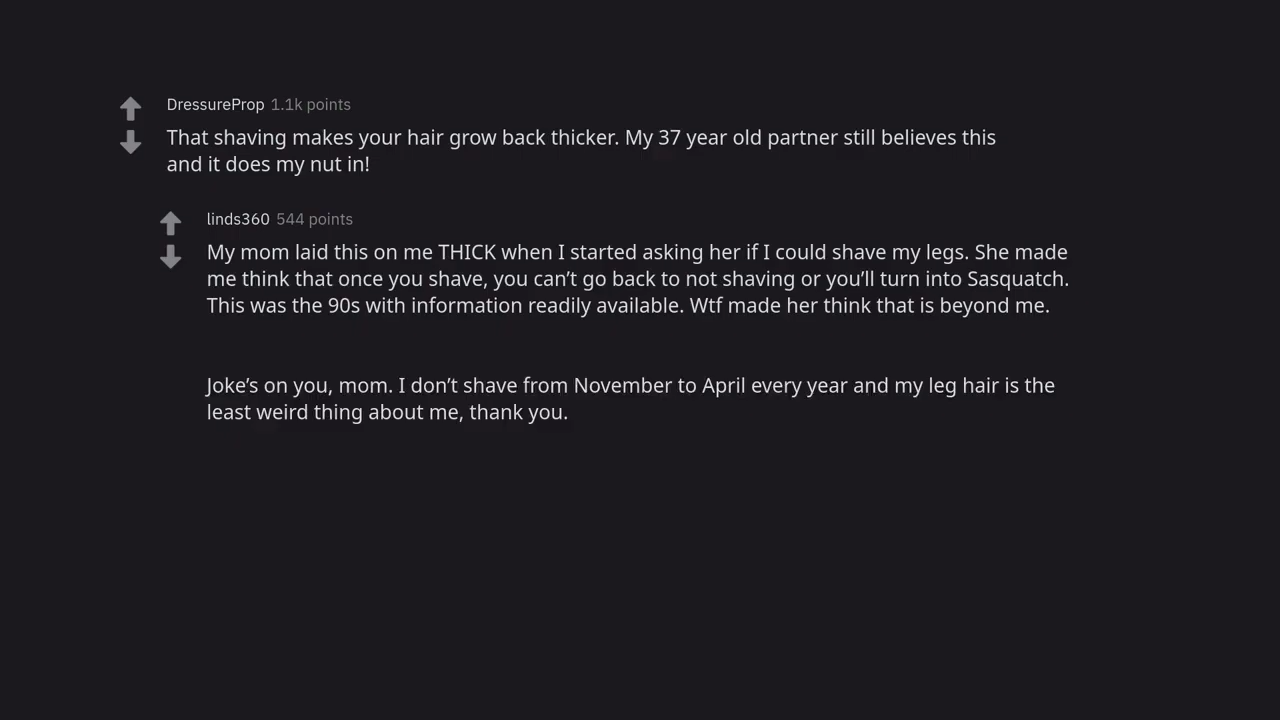 DressureProp 1.1k points
That shaving makes your hair grow back thicker. My 37 year old partner still believes this
and it does my nut in!
linds360 544 points
My mom laid this on me THICK when I started asking her if I could shave my legs. She made
me think that once you shave, you can’t go back to not shaving or you’ll turn into Sasquatch.
This was the 90s with information readily available. Wtf made her think that is beyond me.
Joke’s on you, mom. I don’t shave from November to April every year and my leg hair is the
least weird thing about me, thank you.